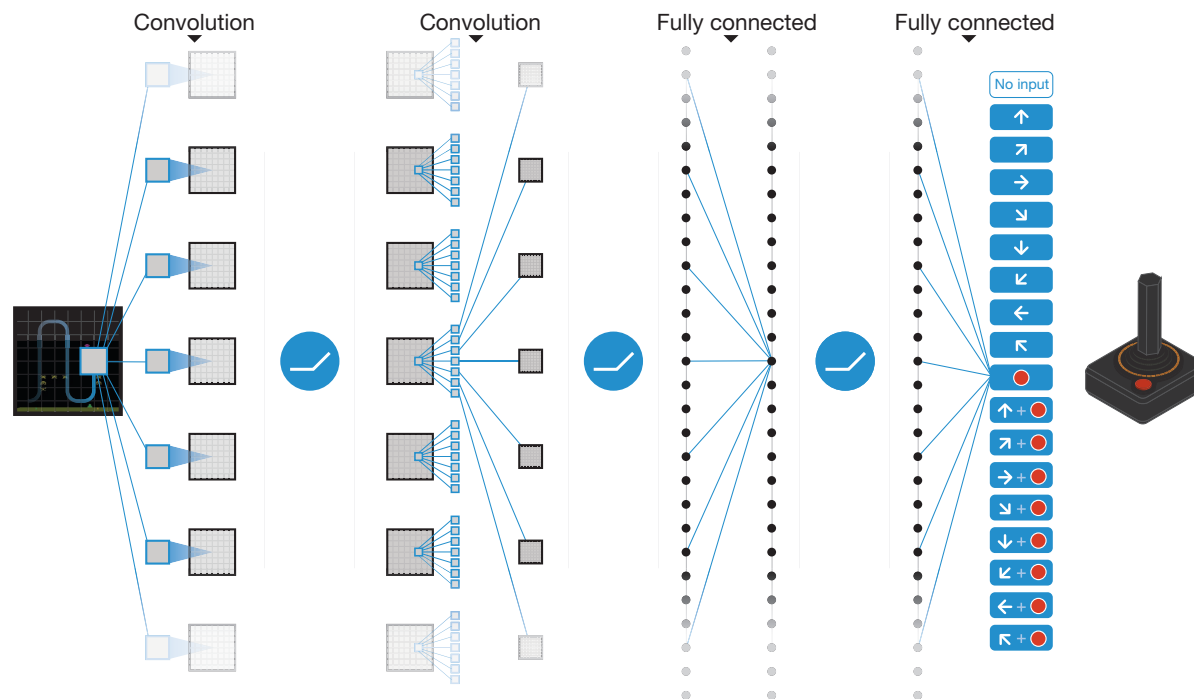 Convolution
Convolution
Fully connected
Fully connected
No input
+
+
+
+
+
+
+
+